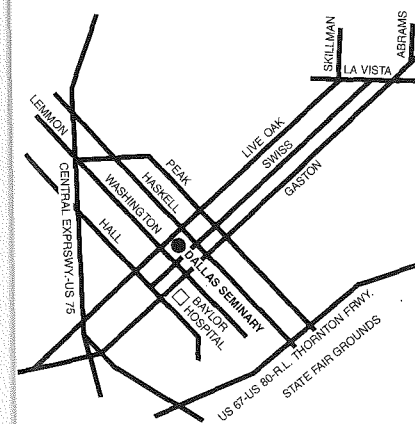 SKILLMAN
ABRAMS
LA VISTA
LEMMON
LIVE OAK
SWISS
GASTON
PEAK
HASKELL
WASHINGTON
HALL
CENTRAL EXPRSWY.-US 75
DALLAS SEMINARY
BAYLOR
HOSPITAL
US 67-US 80-R.L. THORNTON FRWY.
STATE FAIR GROUNDS